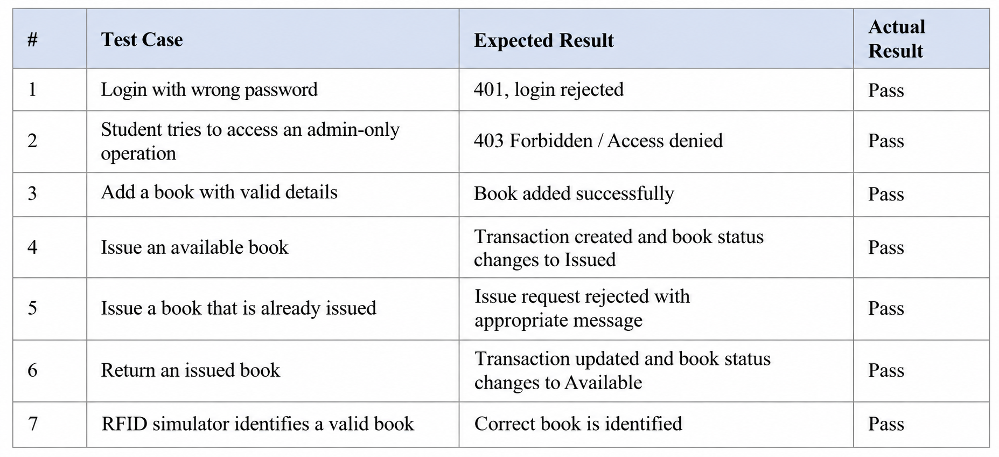 # Test Case Expected Result Actual Result
1 Login with wrong password 401, login rejected Pass
2 Student tries to access an admin-only operation 403 Forbidden / Access denied Pass
3 Add a book with valid details Book added successfully Pass
4 Issue an available book Transaction created and book status changes to Issued Pass
5 Issue a book that is already issued Issue request rejected with appropriate message Pass
6 Return an issued book Transaction updated and book status changes to Available Pass
7 RFID simulator identifies a valid book Correct book is identified Pass